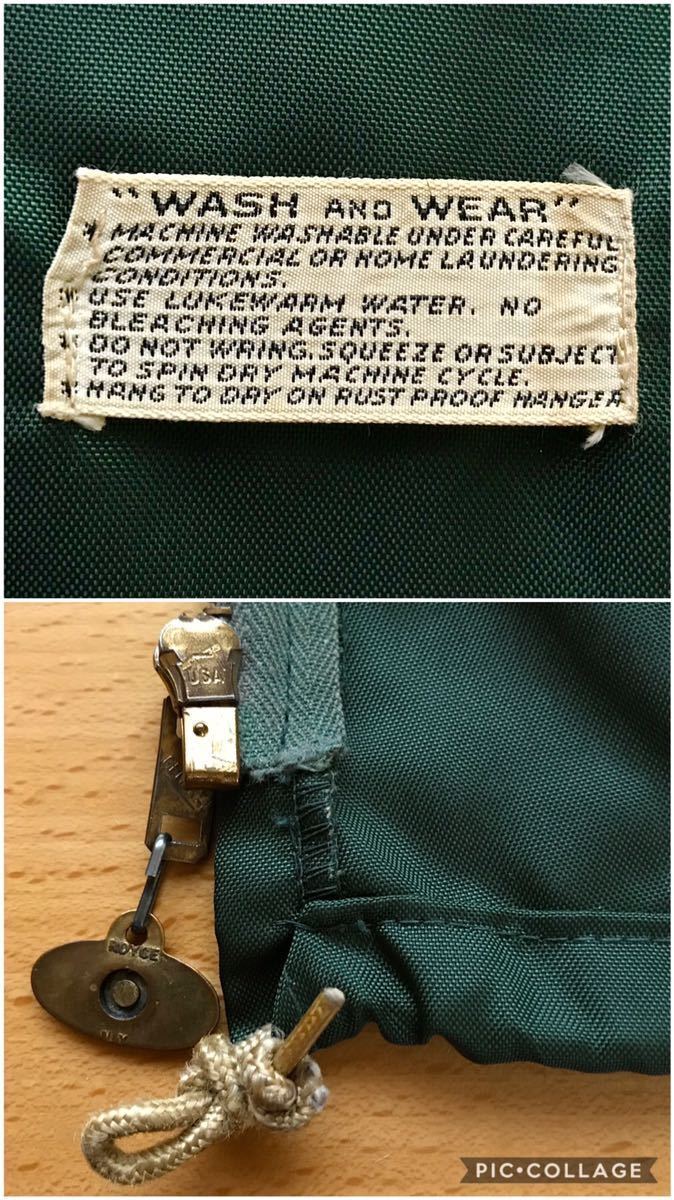 "WASH AND WEAR"
* MACHINE WASHABLE UNDER CAREFUL
COMMERCIAL OR HOME LAUNDERING
CONDITIONS.
* USE LUKEWARM WATER. NO
BLEACHING AGENTS.
* DO NOT WRING, SQUEEZE OR SUBJECT
TO SPIN DRY MACHINE CYCLE.
* HANG TO DRY ON RUST PROOF HANGER
USA
ROYCE
N.Y.
PIC•COLLAGE